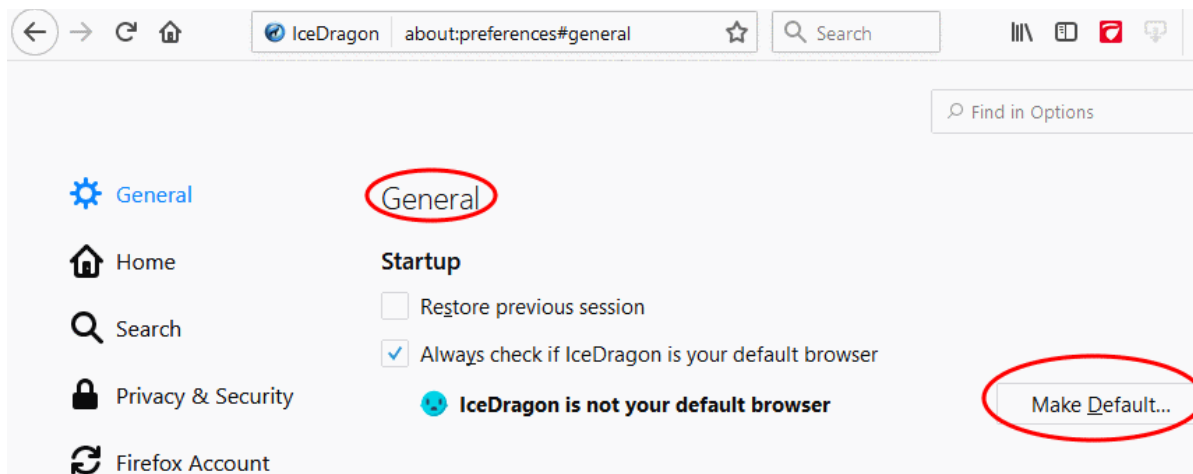 IceDragon about:preferences#general Search
Find in Options
General
Home
Search
Privacy & Security
Firefox Account
General
Startup
Restore previous session
Always check if IceDragon is your default browser
IceDragon is not your default browser
Make Default...